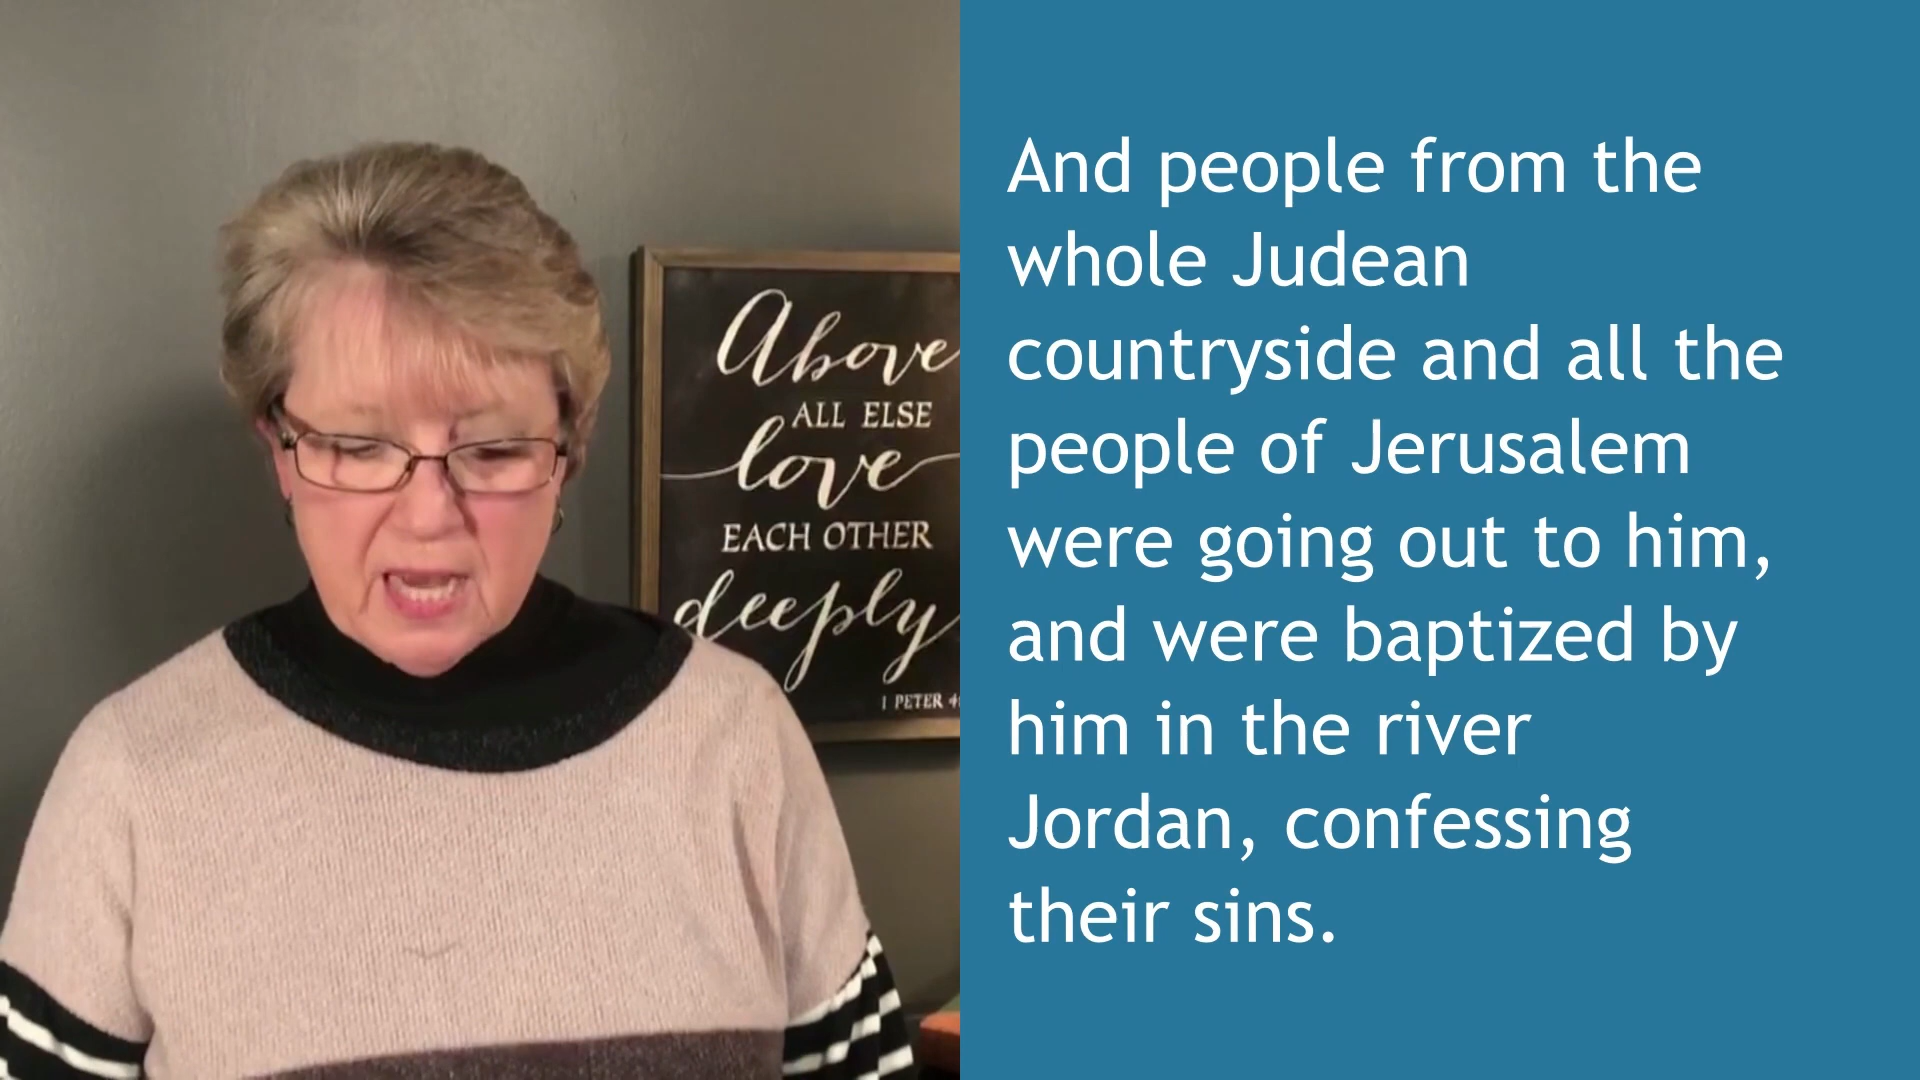 Above
ALL ELSE
love
EACH OTHER
deeply
1 PETER
And people from the
whole Judean
countryside and all the
people of Jerusalem
were going out to him,
and were baptized by
him in the river
Jordan, confessing
their sins.